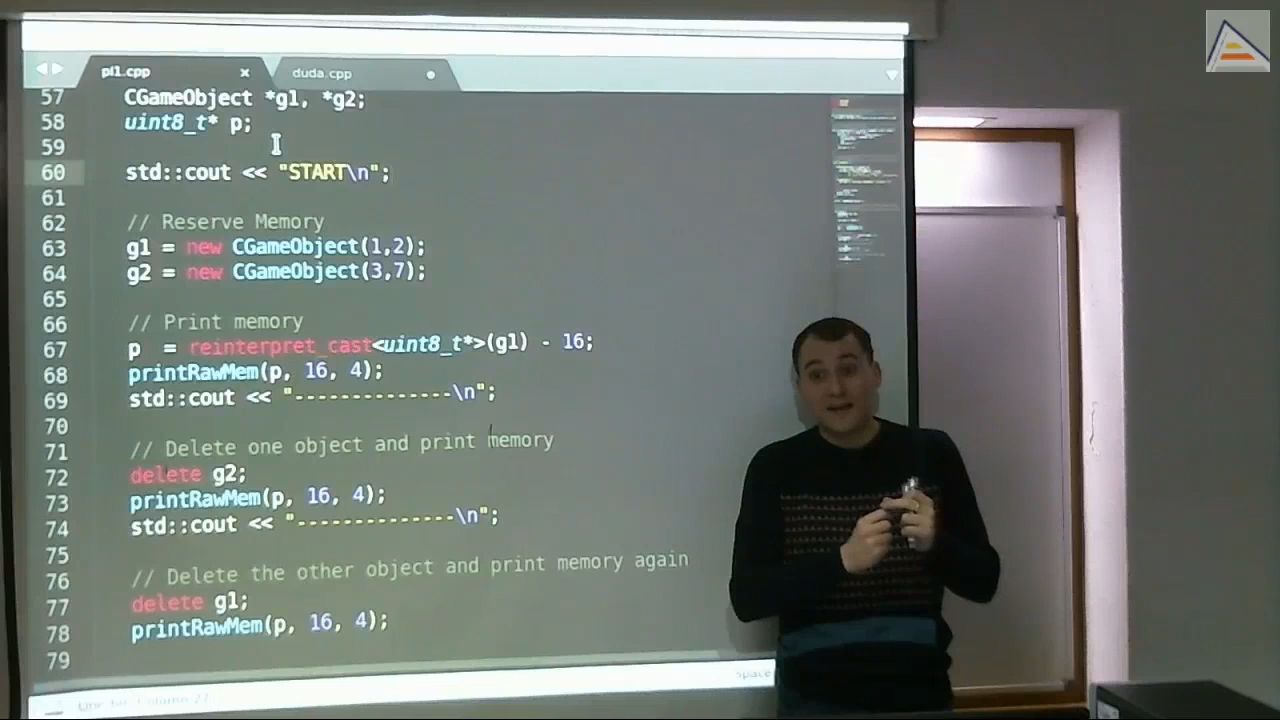 pl1.cpp x duda.cpp
57 CGameObject *g1, *g2;
58 uint8_t* p;
59
60 std::cout << "START\n";
61
62 // Reserve Memory
63 g1 = new CGameObject(1,2);
64 g2 = new CGameObject(3,7);
65
66 // Print memory
67 p = reinterpret_cast<uint8_t*>(g1) - 16;
68 printRawMem(p, 16, 4);
69 std::cout << "--------------\n";
70
71 // Delete one object and print memory
72 delete g2;
73 printRawMem(p, 16, 4);
74 std::cout << "--------------\n";
75
76 // Delete the other object and print memory again
77 delete g1;
78 printRawMem(p, 16, 4);
79